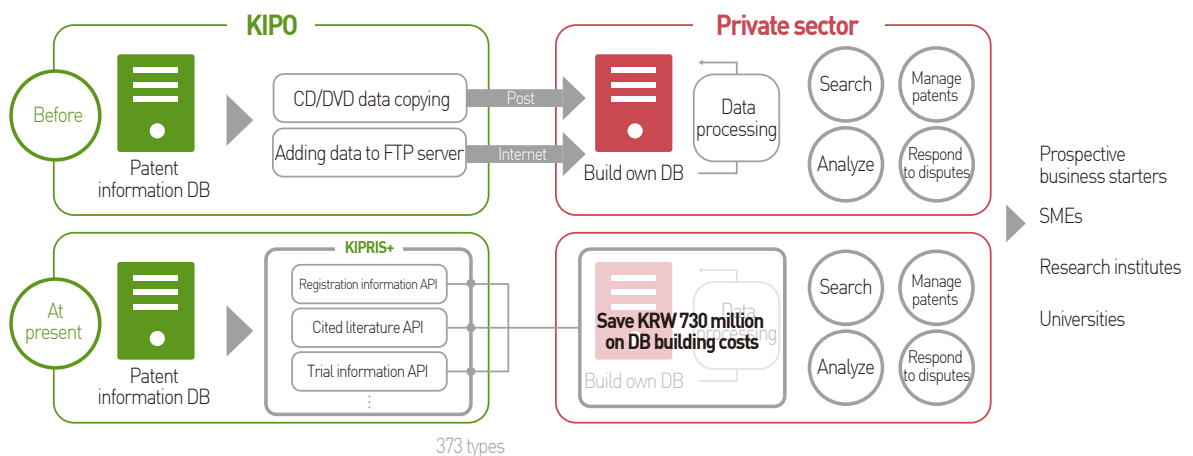 KIPO
Private sector
Before
Patent
information DB
CD/DVD data copying
Adding data to FTP server
Post
Internet
Build own DB
Data
processing
Search
Manage
patents
Analyze
Respond
to disputes
At
present
Patent
information DB
KIPRIS+
Registration information API
Cited literature API
Trial information API
⋮
373 types
Data
processing
Save KRW 730 million
on DB building costs
Build own DB
Search
Manage
patents
Analyze
Respond
to disputes
Prospective
business starters
SMEs
Research institutes
Universities